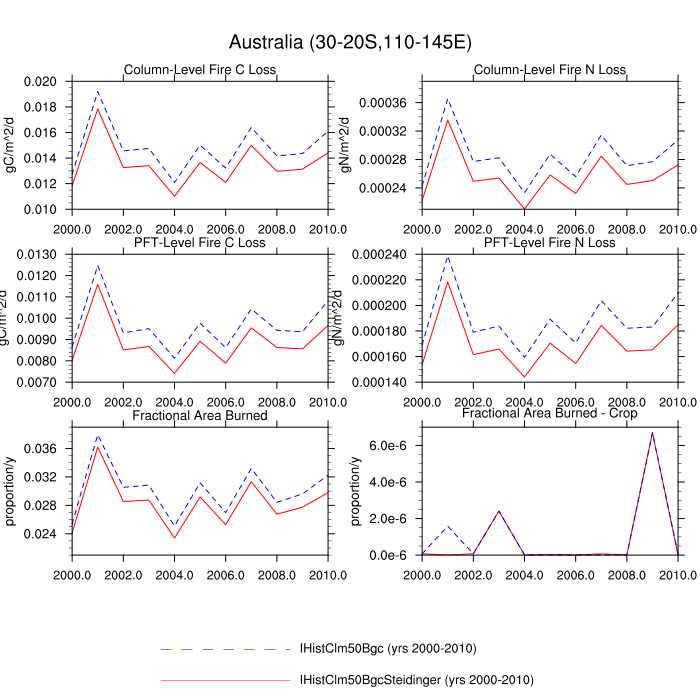 Australia (30-20S,110-145E)
Column-Level Fire C Loss
gC/m^2/d
0.020
0.018
0.016
0.014
0.012
0.010
2000.0 2002.0 2004.0 2006.0 2008.0 2010.0
Column-Level Fire N Loss
gN/m^2/d
0.00036
0.00032
0.00028
0.00024
2000.0 2002.0 2004.0 2006.0 2008.0 2010.0
PFT-Level Fire C Loss
gC/m^2/d
0.0130
0.0120
0.0110
0.0100
0.0090
0.0080
0.0070
2000.0 2002.0 2004.0 2006.0 2008.0 2010.0
PFT-Level Fire N Loss
gN/m^2/d
0.000240
0.000220
0.000200
0.000180
0.000160
0.000140
2000.0 2002.0 2004.0 2006.0 2008.0 2010.0
Fractional Area Burned
proportion/y
0.036
0.032
0.028
0.024
2000.0 2002.0 2004.0 2006.0 2008.0 2010.0
Fractional Area Burned - Crop
proportion/y
6.0e-6
4.0e-6
2.0e-6
0.0e-6
2000.0 2002.0 2004.0 2006.0 2008.0 2010.0
IHistClm50Bgc (yrs 2000-2010)
IHistClm50BgcSteidinger (yrs 2000-2010)